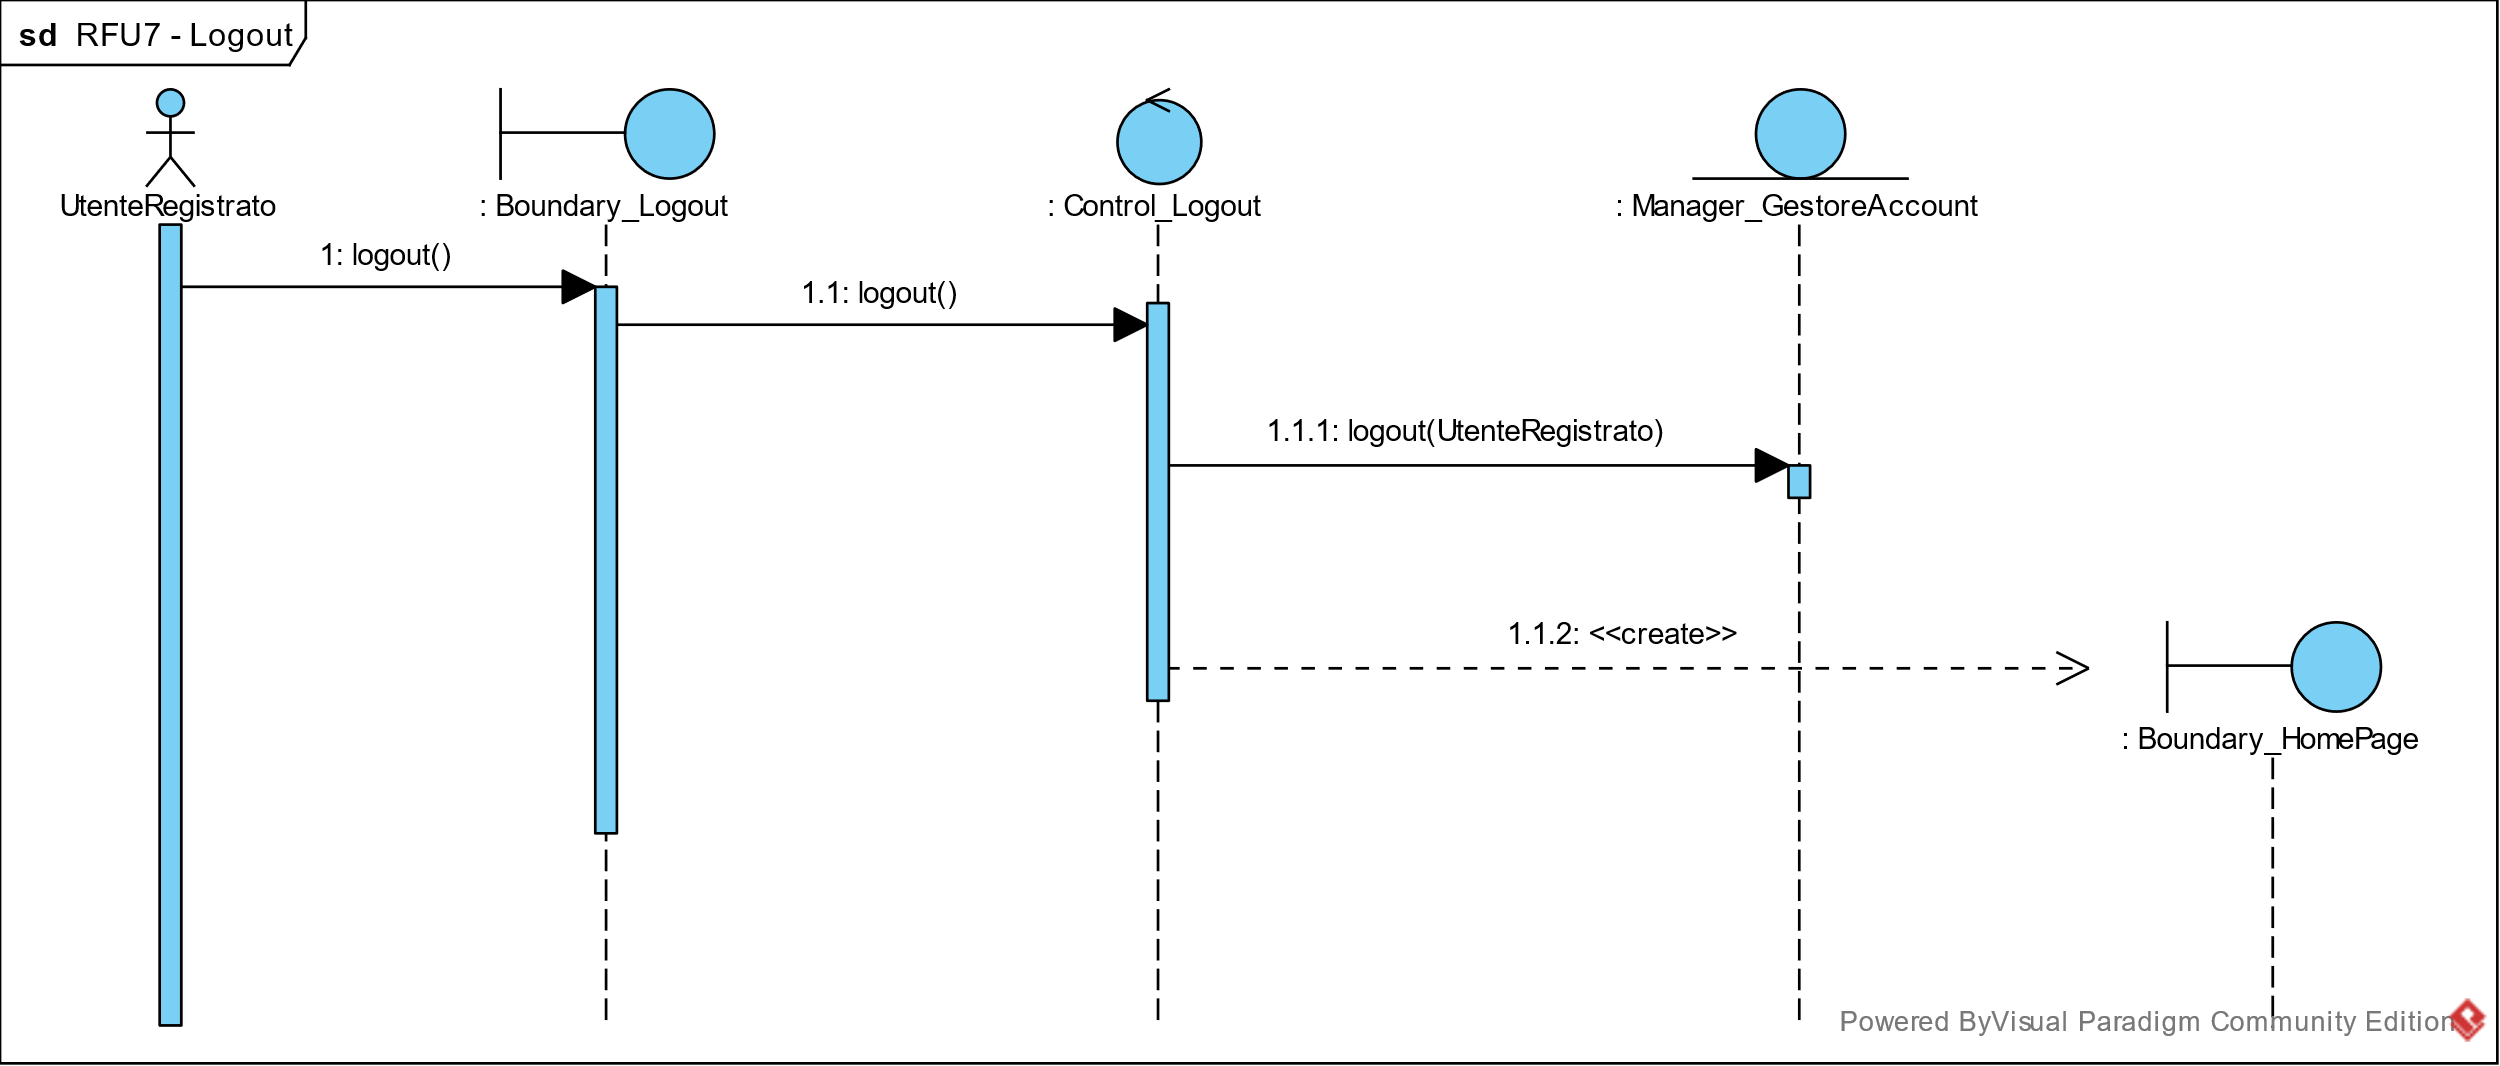 sd RFU7 - Logout
UtenteRegistrato
: Boundary_Logout
: Control_Logout
: Manager_GestoreAccount
1: logout()
1.1: logout()
1.1.1: logout(UtenteRegistrato)
1.1.2: <<create>>
: Boundary_HomePage
Powered ByVisual Paradigm Community Edition